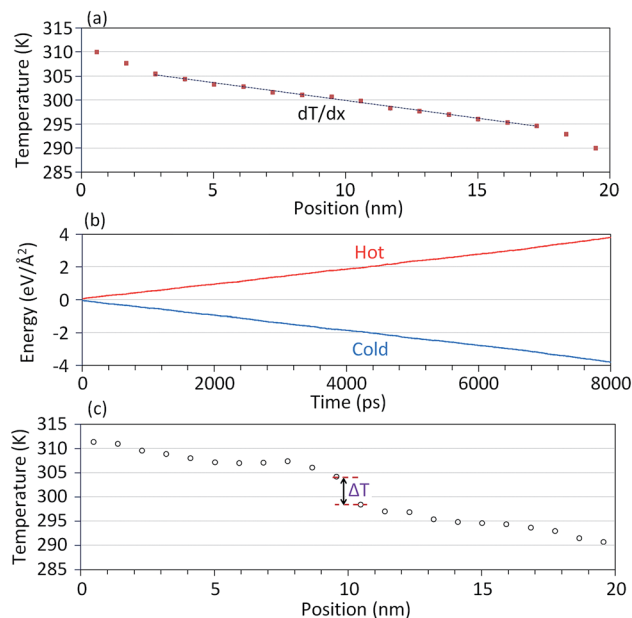 (a)
Temperature (K)
315
310
305
300
295
290
285
dT/dx
0
5
10
15
20
Position (nm)
(b)
Energy (eV/Å²)
4
2
0
-2
-4
Hot
Cold
0
2000
4000
6000
8000
Time (ps)
(c)
Temperature (K)
315
310
305
300
295
290
285
ΔT
0
5
10
15
20
Position (nm)